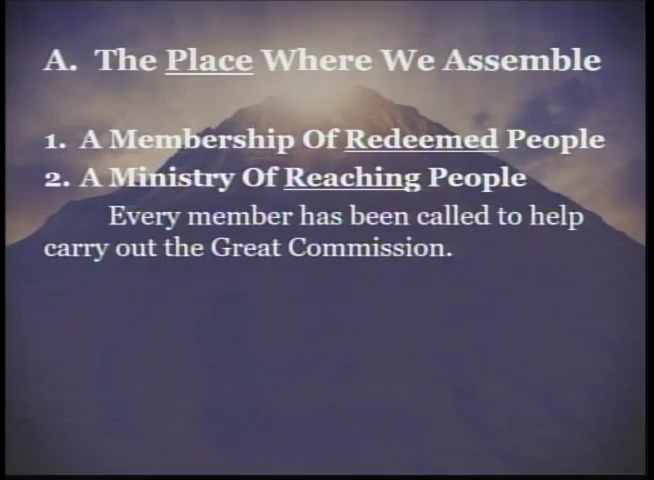 A. The Place Where We Assemble
1. A Membership Of Redeemed People
2. A Ministry Of Reaching People
Every member has been called to help
carry out the Great Commission.